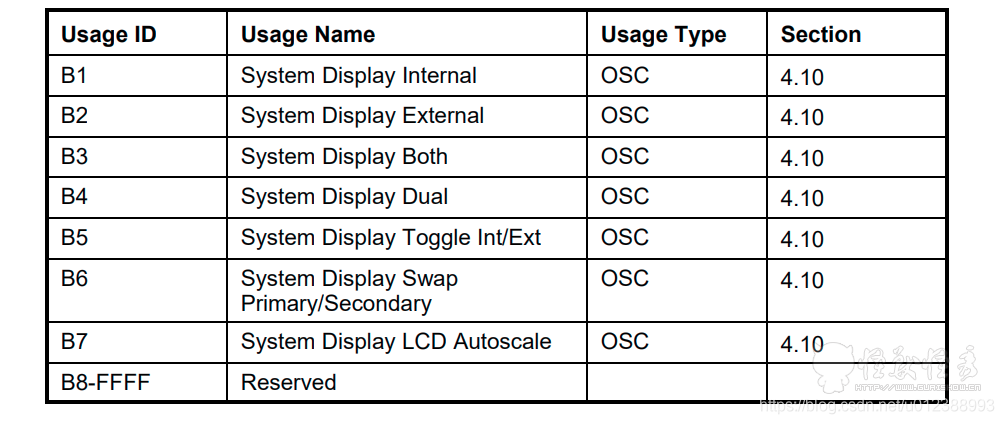 Usage ID Usage Name Usage Type Section
B1 System Display Internal OSC 4.10
B2 System Display External OSC 4.10
B3 System Display Both OSC 4.10
B4 System Display Dual OSC 4.10
B5 System Display Toggle Int/Ext OSC 4.10
B6 System Display Swap OSC 4.10
Primary/Secondary
B7 System Display LCD Autoscale OSC 4.10
B8-FFFF Reserved
https://blog.csdn.net/u012388993